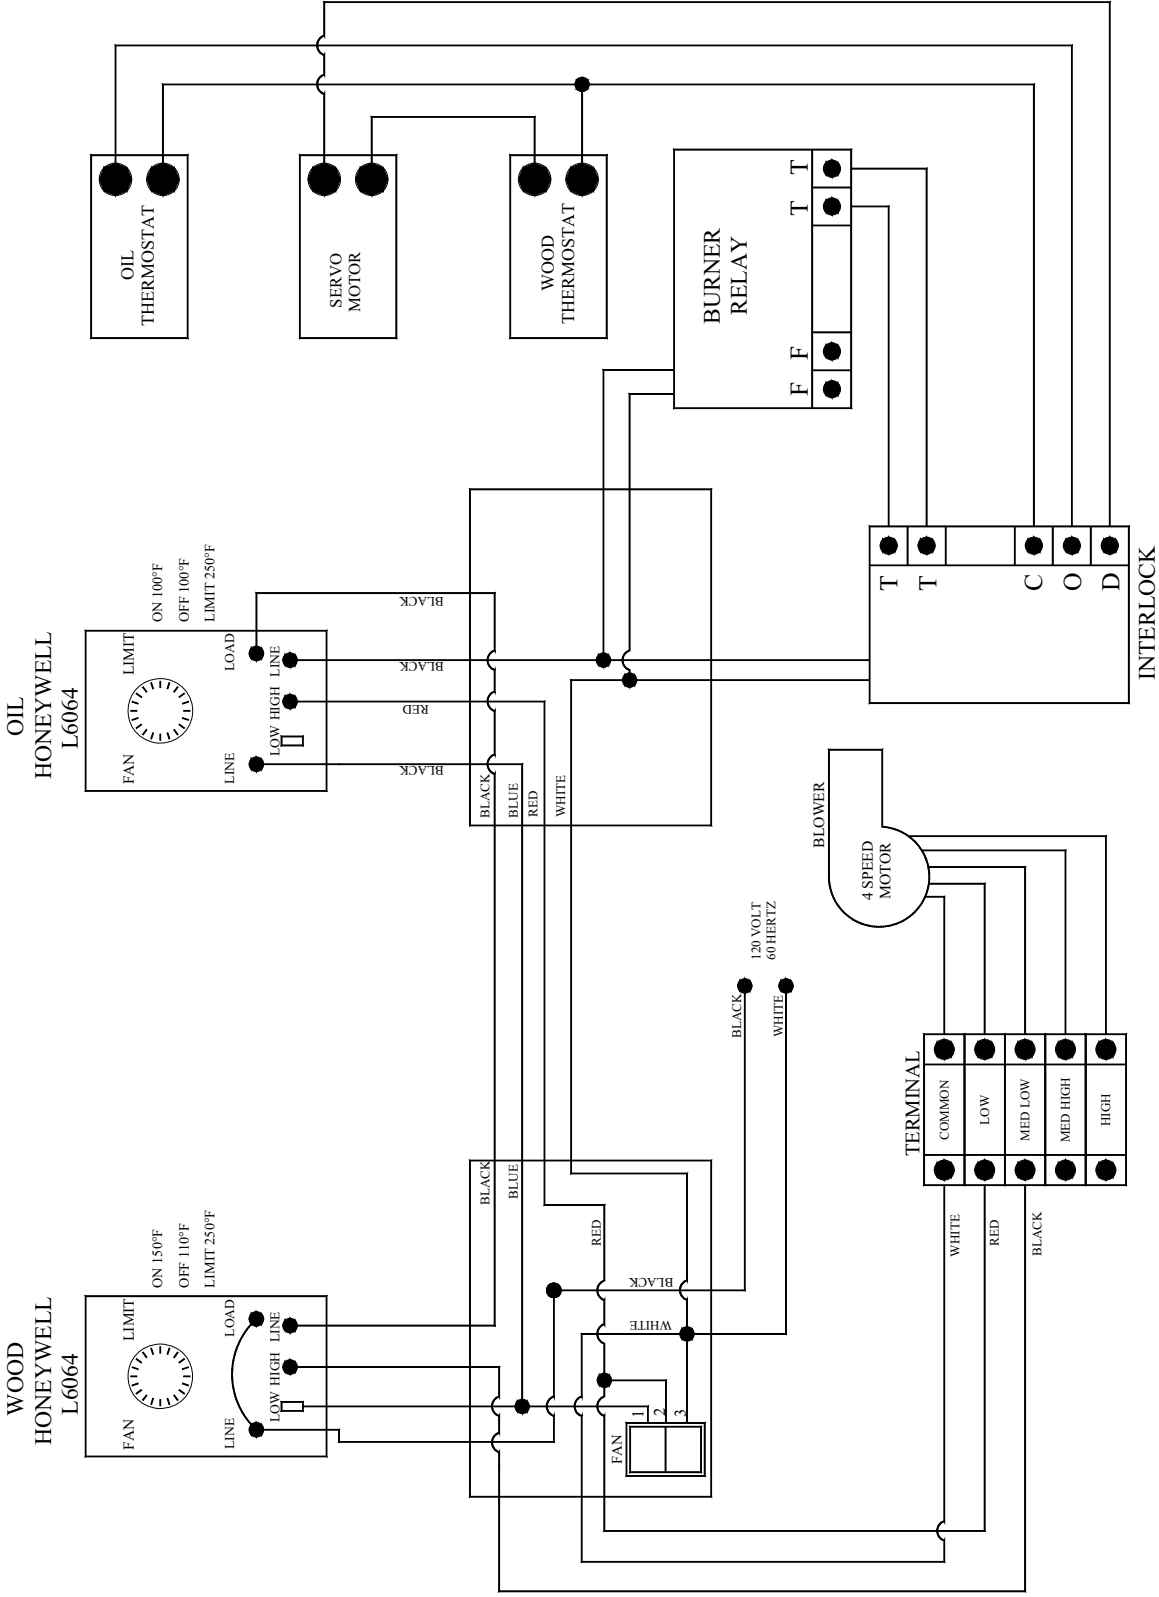 OIL
THERMOSTAT
SERVO
MOTOR
WOOD
THERMOSTAT
BURNER
RELAY
T
T
F
F
OIL
HONEYWELL
L6064
ON 100°F
OFF 100°F
LIMIT 250°F
FAN
LIMIT
LINE
LOAD
LOW
HIGH
LINE
BLACK
BLACK
RED
BLACK
BLACK
BLUE
RED
WHITE
T
T
C
O
D
INTERLOCK
BLOWER
4 SPEED
MOTOR
120 VOLT
60 HERTZ
BLACK
WHITE
TERMINAL
COMMON
LOW
MED LOW
MED HIGH
HIGH
WHITE
RED
BLACK
WOOD
HONEYWELL
L6064
ON 150°F
OFF 110°F
LIMIT 250°F
FAN
LIMIT
LINE
LOAD
LOW
HIGH
LINE
BLACK
BLUE
RED
BLACK
WHITE
FAN
1
2
3